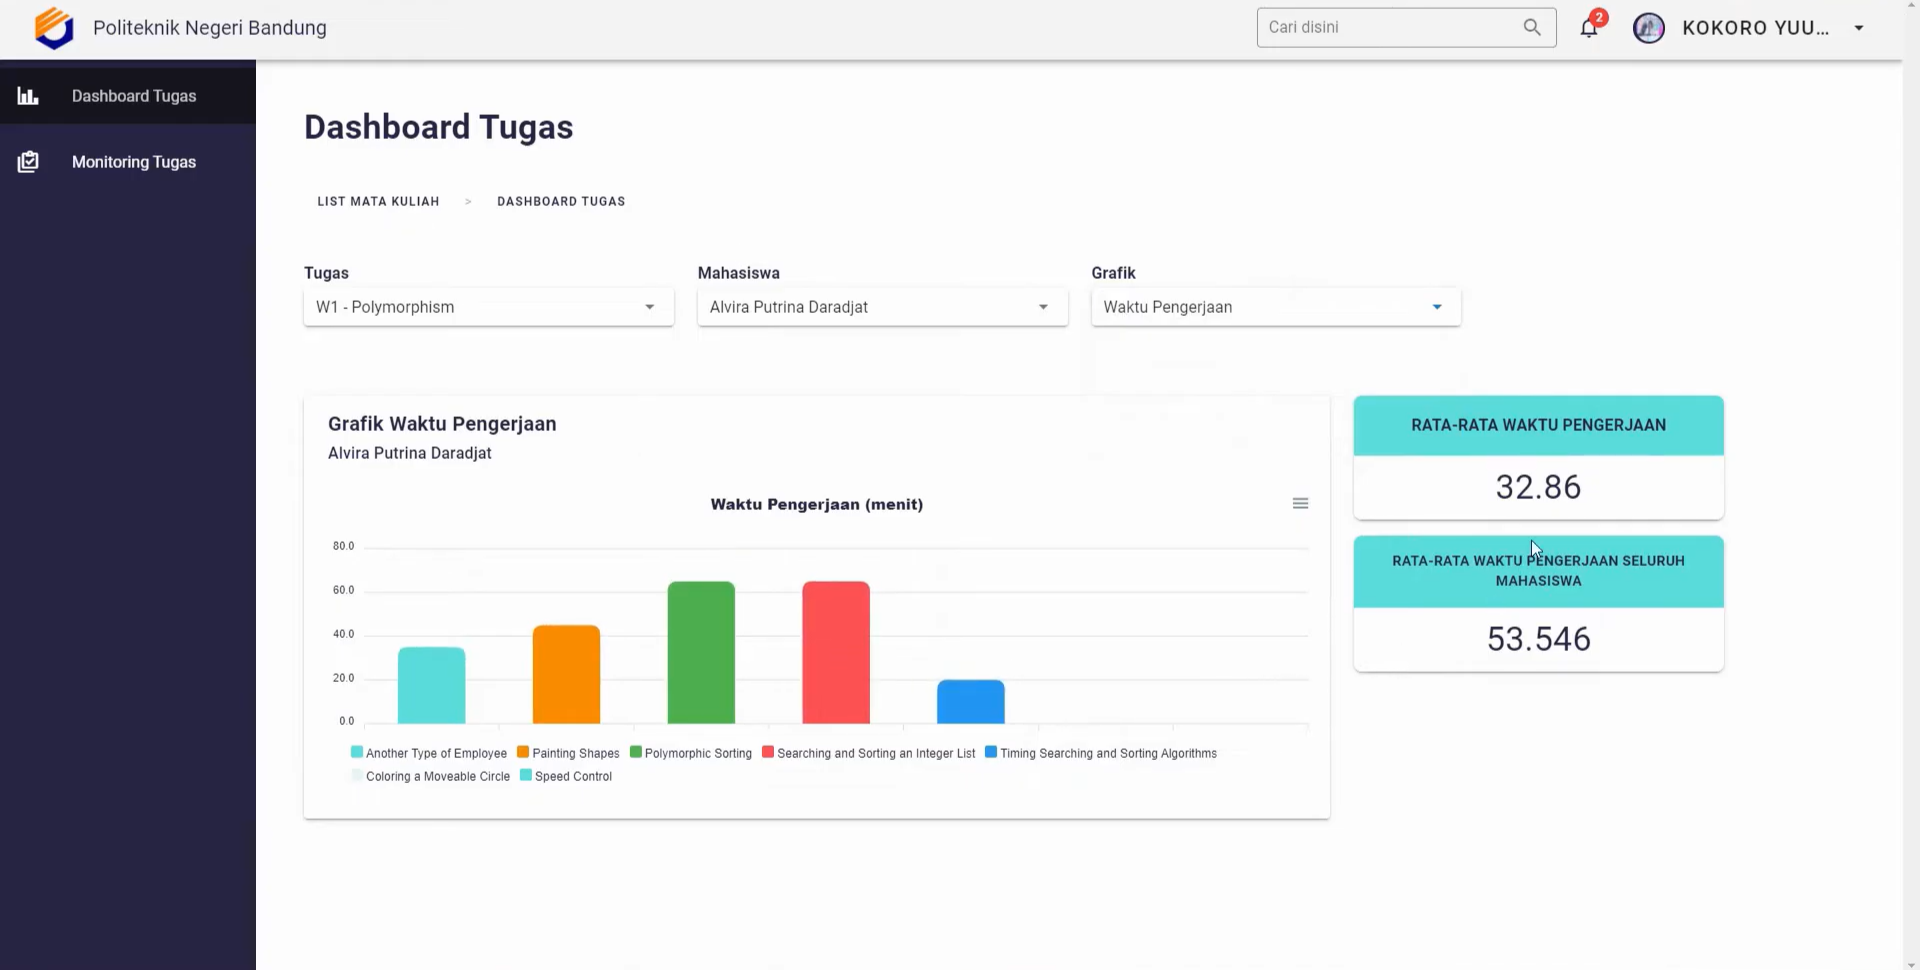 Politeknik Negeri Bandung
Cari disini
2
KOKORO YUU...
Dashboard Tugas
Monitoring Tugas
Dashboard Tugas
LIST MATA KULIAH > DASHBOARD TUGAS
Tugas
Mahasiswa
Grafik
W1 - Polymorphism
Alvira Putrina Daradjat
Waktu Pengerjaan
Grafik Waktu Pengerjaan
Alvira Putrina Daradjat
Waktu Pengerjaan (menit)
80.0
60.0
40.0
20.0
0.0
Another Type of Employee Painting Shapes Polymorphic Sorting Searching and Sorting an Integer List Timing Searching and Sorting Algorithms
Coloring a Moveable Circle Speed Control
RATA-RATA WAKTU PENGERJAAN
32.86
RATA-RATA WAKTU PENGERJAAN SELURUH
MAHASISWA
53.546